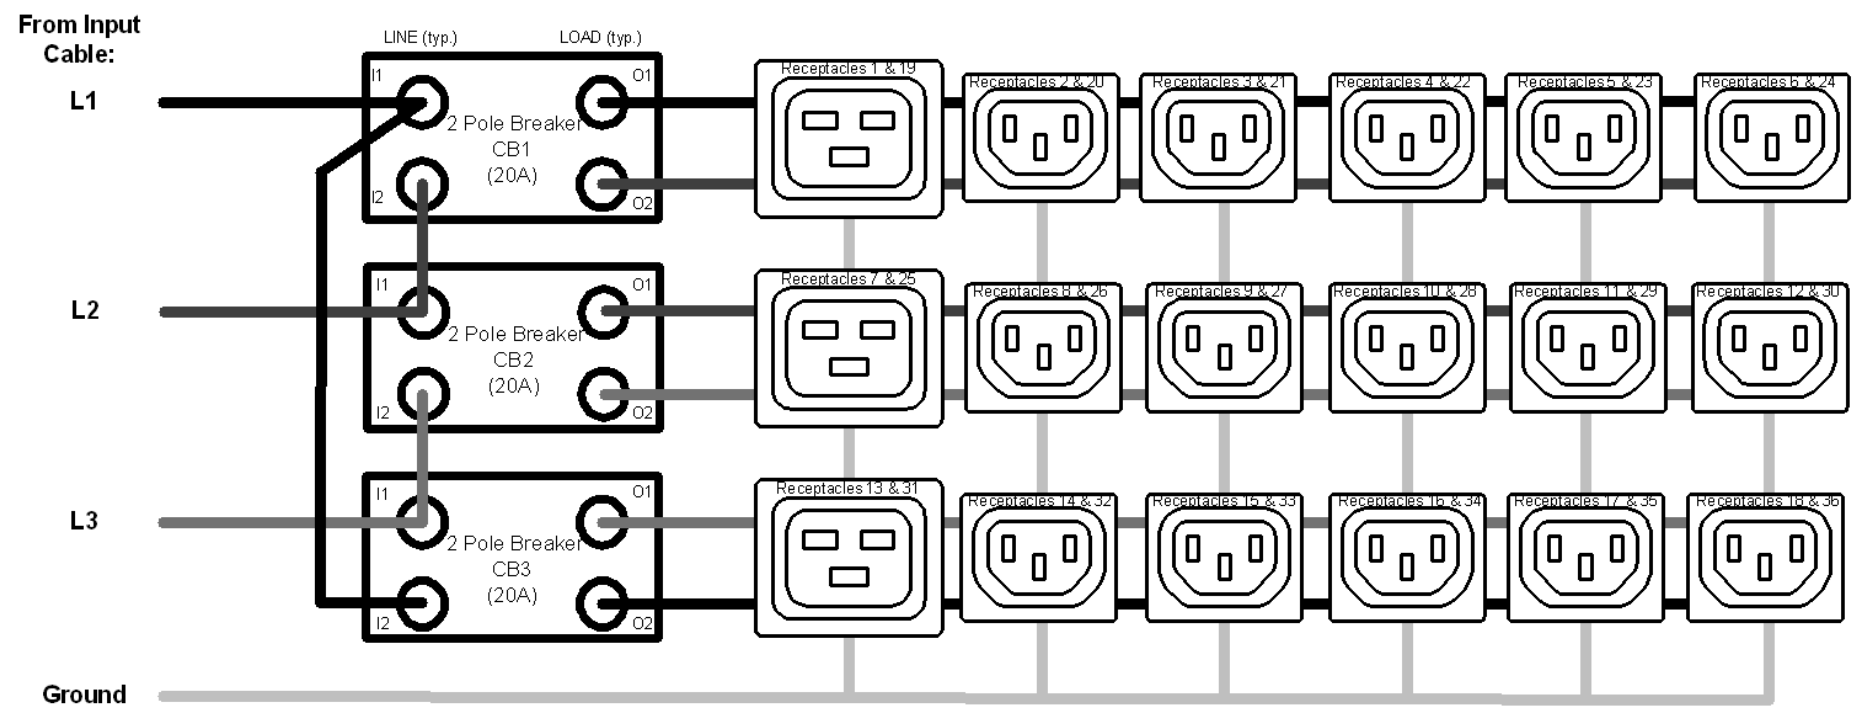 From Input
Cable:
LINE (typ.)
LOAD (typ.)
L1
I1
O1
2 Pole Breaker
CB1
(20A)
I2
O2
Receptacles 1 & 19
Receptacles 2 & 20
Receptacles 3 & 21
Receptacles 4 & 22
Receptacles 5 & 23
Receptacles 6 & 24
L2
I1
O1
2 Pole Breaker
CB2
(20A)
I2
O2
Receptacles 7 & 25
Receptacles 8 & 26
Receptacles 9 & 27
Receptacles 10 & 28
Receptacles 11 & 29
Receptacles 12 & 30
L3
I1
O1
2 Pole Breaker
CB3
(20A)
I2
O2
Receptacles 13 & 31
Receptacles 14 & 32
Receptacles 15 & 33
Receptacles 16 & 34
Receptacles 17 & 35
Receptacles 18 & 36
Ground